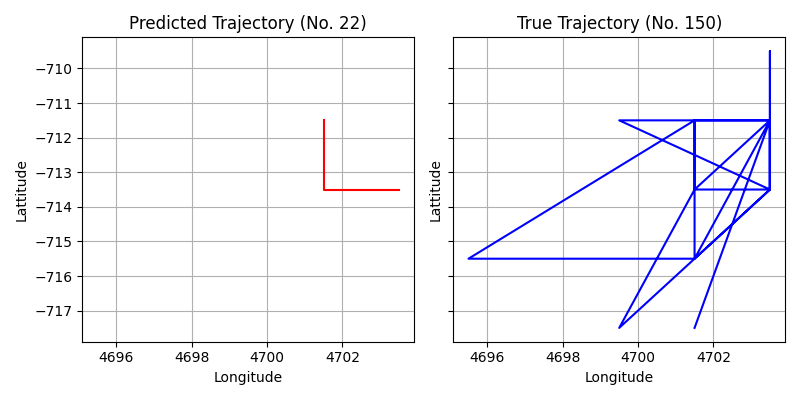 Predicted Trajectory (No. 22)
True Trajectory (No. 150)
Lattitude
−710
−711
−712
−713
−714
−715
−716
−717
4696
4698
4700
4702
Longitude
Lattitude
4696
4698
4700
4702
Longitude